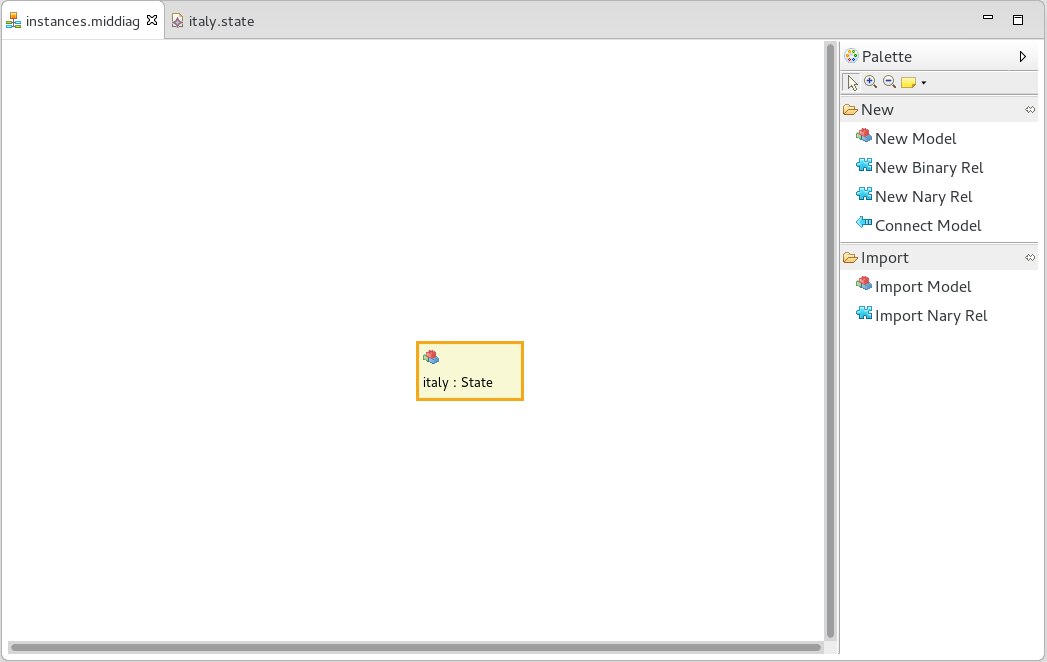 instances.middiag
italy.state
Palette
New
New Model
New Binary Rel
New Nary Rel
Connect Model
Import
Import Model
Import Nary Rel
italy : State